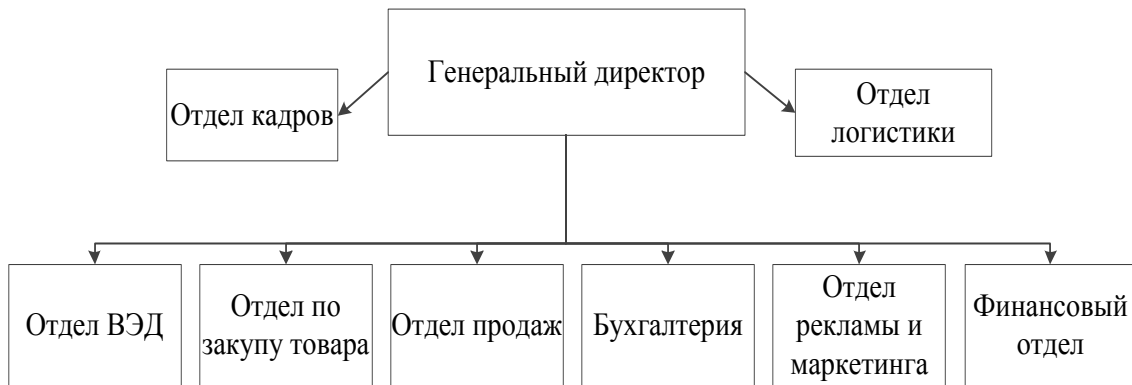 Генеральный директор
Отдел кадров
Отдел
логистики
Отдел ВЭД
Отдел по
закупу товара
Отдел продаж
Бухгалтерия
Отдел
рекламы и
маркетинга
Финансовый
отдел